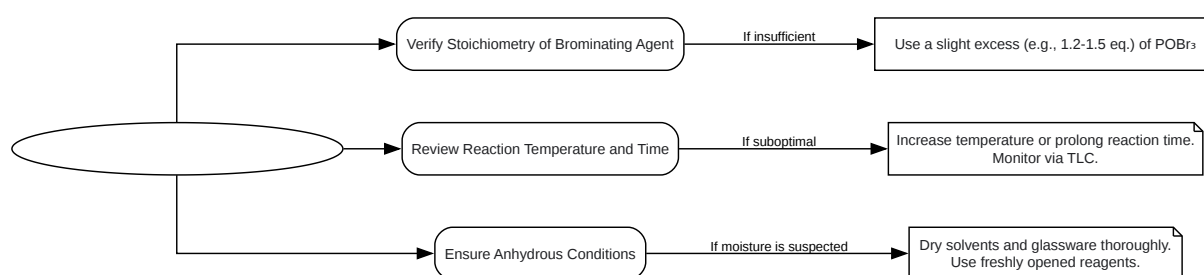 Verify Stoichiometry of Brominating Agent
If insufficient
Use a slight excess (e.g., 1.2-1.5 eq.) of POBr₃
Review Reaction Temperature and Time
If suboptimal
Increase temperature or prolong reaction time.
Monitor via TLC.
Ensure Anhydrous Conditions
If moisture is suspected
Dry solvents and glassware thoroughly.
Use freshly opened reagents.